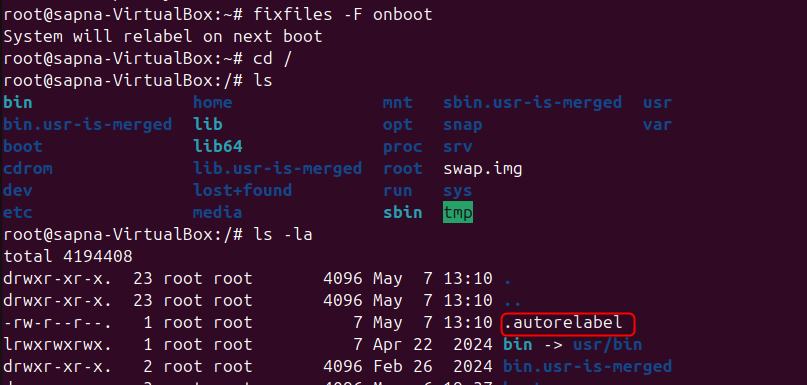 root@sapna-VirtualBox:~# fixfiles -F onboot
System will relabel on next boot
root@sapna-VirtualBox:~# cd /
root@sapna-VirtualBox:/# ls
bin home mnt sbin.usr-is-merged usr
bin.usr-is-merged lib opt snap var
boot lib64 proc srv
cdrom lib.usr-is-merged root swap.img
dev lost+found run sys
etc media sbin tmp
root@sapna-VirtualBox:/# ls -la
total 4194408
drwxr-xr-x. 23 root root 4096 May 7 13:10 .
drwxr-xr-x. 23 root root 4096 May 7 13:10 ..
-rw-r--r--. 1 root root 7 May 7 13:10 .autorelabel
lrwxrwxrwx. 1 root root 7 Apr 22 2024 bin -> usr/bin
drwxr-xr-x. 2 root root 4096 Feb 26 2024 bin.usr-is-merged